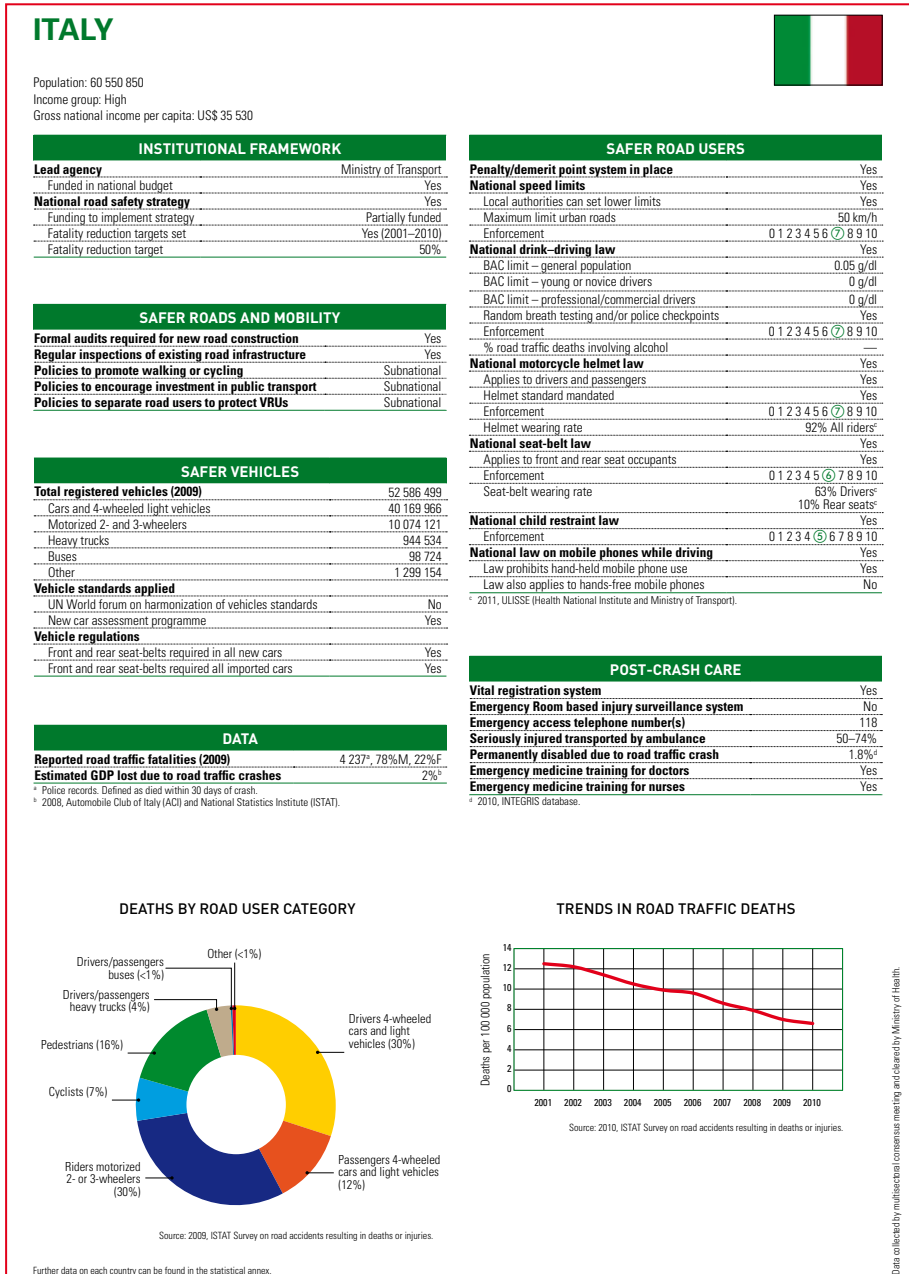 ITALY
Population: 60 550 850
Income group: High
Gross national income per capita: US$ 35 530
INSTITUTIONAL FRAMEWORK
Lead agency Ministry of Transport
Funded in national budget Yes
National road safety strategy Yes
Funding to implement strategy Partially funded
Fatality reduction targets set Yes (2001–2010)
Fatality reduction target 50%
SAFER ROADS AND MOBILITY
Formal audits required for new road construction Yes
Regular inspections of existing road infrastructure Yes
Policies to promote walking or cycling Subnational
Policies to encourage investment in public transport Subnational
Policies to separate road users to protect VRUs Subnational
SAFER VEHICLES
Total registered vehicles (2009) 52 586 499
Cars and 4-wheeled light vehicles 40 169 966
Motorized 2- and 3-wheelers 10 074 121
Heavy trucks 944 534
Buses 98 724
Other 1 299 154
Vehicle standards applied
UN World forum on harmonization of vehicles standards No
New car assessment programme Yes
Vehicle regulations
Front and rear seat-belts required in all new cars Yes
Front and rear seat-belts required all imported cars Yes
DATA
Reported road traffic fatalities (2009) 4 237ᵃ, 78%M, 22%F
Estimated GDP lost due to road traffic crashes 2%ᵇ
ᵃ Police records. Defined as died within 30 days of crash.
ᵇ 2008, Automobile Club of Italy (ACI) and National Statistics Institute (ISTAT).
SAFER ROAD USERS
Penalty/demerit point system in place Yes
National speed limits Yes
Local authorities can set lower limits Yes
Maximum limit urban roads 50 km/h
Enforcement 0 1 2 3 4 5 6 7 8 9 10
National drink–driving law Yes
BAC limit – general population 0.05 g/dl
BAC limit – young or novice drivers 0 g/dl
BAC limit – professional/commercial drivers 0 g/dl
Random breath testing and/or police checkpoints Yes
Enforcement 0 1 2 3 4 5 6 7 8 9 10
% road traffic deaths involving alcohol —
National motorcycle helmet law Yes
Applies to drivers and passengers Yes
Helmet standard mandated Yes
Enforcement 0 1 2 3 4 5 6 7 8 9 10
Helmet wearing rate 92% All ridersᶜ
National seat-belt law Yes
Applies to front and rear seat occupants Yes
Enforcement 0 1 2 3 4 5 6 7 8 9 10
Seat-belt wearing rate 63% Driversᶜ
10% Rear seatsᶜ
National child restraint law Yes
Enforcement 0 1 2 3 4 5 6 7 8 9 10
National law on mobile phones while driving Yes
Law prohibits hand-held mobile phone use Yes
Law also applies to hands-free mobile phones No
ᶜ 2011, ULISSE (Health National Institute and Ministry of Transport).
POST-CRASH CARE
Vital registration system Yes
Emergency Room based injury surveillance system No
Emergency access telephone number(s) 118
Seriously injured transported by ambulance 50–74%
Permanently disabled due to road traffic crash 1.8%ᵈ
Emergency medicine training for doctors Yes
Emergency medicine training for nurses Yes
ᵈ 2010, INTEGRIS database.
DEATHS BY ROAD USER CATEGORY
Other (<1%)
Drivers/passengers
buses (<1%)
Drivers/passengers
heavy trucks (4%)
Pedestrians (16%)
Cyclists (7%)
Riders motorized
2- or 3-wheelers
(30%)
Drivers 4-wheeled
cars and light
vehicles (30%)
Passengers 4-wheeled
cars and light vehicles
(12%)
Source: 2009, ISTAT Survey on road accidents resulting in deaths or injuries.
TRENDS IN ROAD TRAFFIC DEATHS
Deaths per 100 000 population
14
12
10
8
6
4
2
0
2001 2002 2003 2004 2005 2006 2007 2008 2009 2010
Source: 2010, ISTAT Survey on road accidents resulting in deaths or injuries.
Data collected by multisectoral consensus meeting and cleared by Ministry of Health.
Further data on each country can be found in the statistical annex.